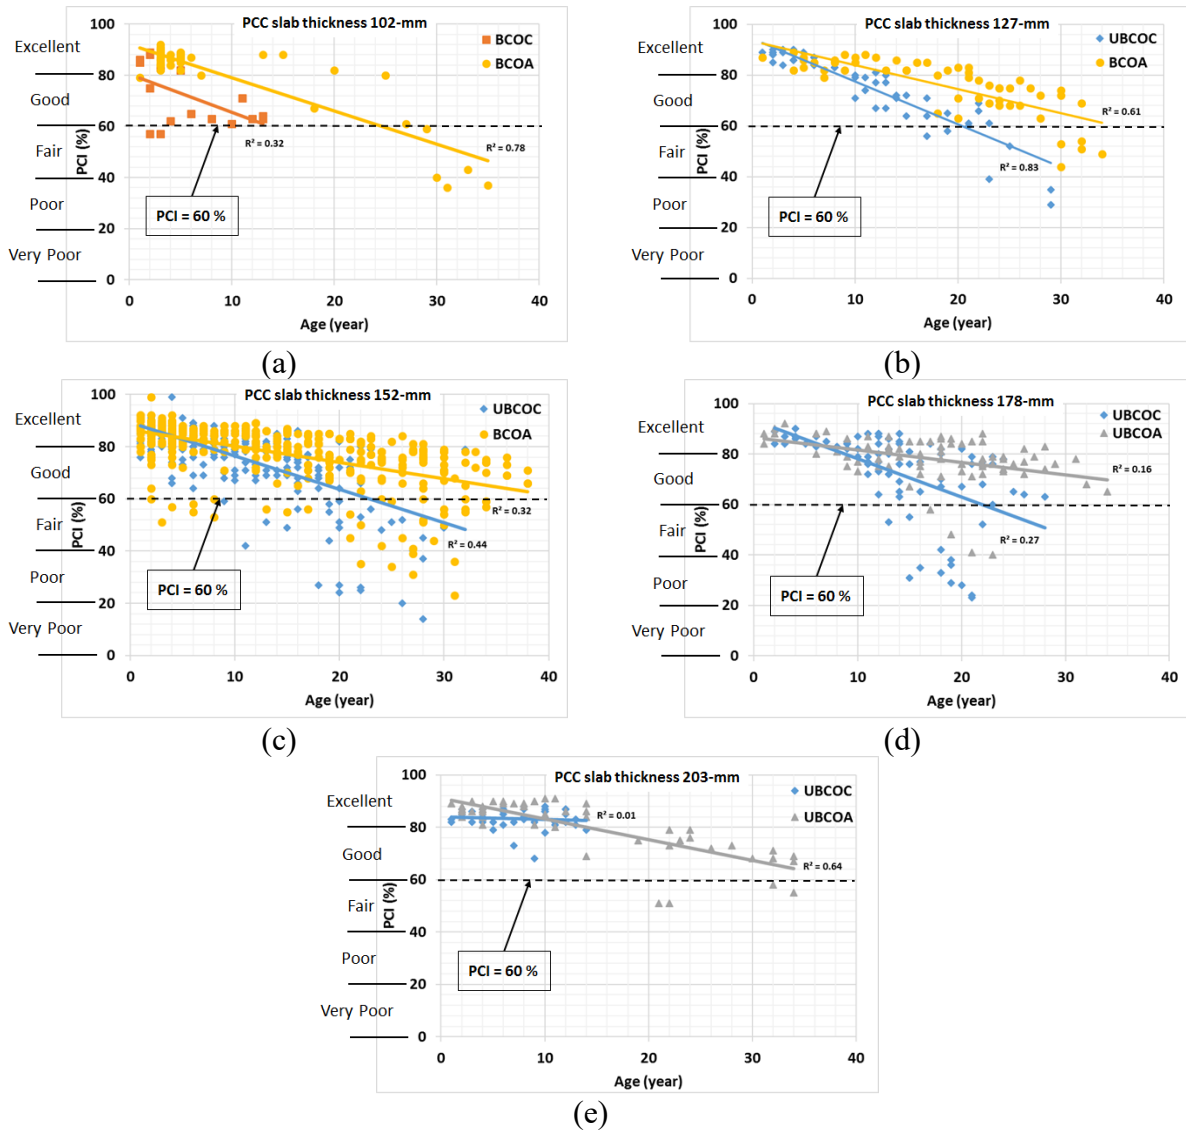 PCC slab thickness 102-mm
100
80
60
40
20
0
Excellent
Good
Fair
Poor
Very Poor
PCI (%)
BCOC
BCOA
R² = 0.32
R² = 0.78
PCI = 60 %
0 10 20 30 40
Age (year)
(a)
PCC slab thickness 127-mm
100
80
60
40
20
0
Excellent
Good
Fair
Poor
Very Poor
PCI (%)
UBCOC
BCOA
R² = 0.61
R² = 0.83
PCI = 60 %
0 10 20 30 40
Age (year)
(b)
PCC slab thickness 152-mm
100
80
60
40
20
0
Excellent
Good
Fair
Poor
Very Poor
PCI (%)
UBCOC
BCOA
R² = 0.32
R² = 0.44
PCI = 60 %
0 10 20 30 40
Age (year)
(c)
PCC slab thickness 178-mm
100
80
60
40
20
0
Excellent
Good
Fair
Poor
Very Poor
PCI (%)
UBCOC
UBCOA
R² = 0.16
R² = 0.27
PCI = 60 %
0 10 20 30 40
Age (year)
(d)
PCC slab thickness 203-mm
100
80
60
40
20
0
Excellent
Good
Fair
Poor
Very Poor
PCI (%)
UBCOC
UBCOA
R² = 0.01
R² = 0.64
PCI = 60 %
0 10 20 30 40
Age (year)
(e)